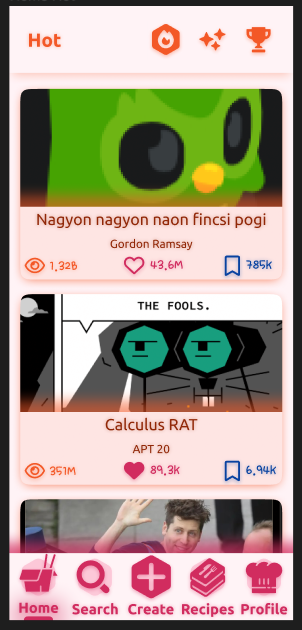 Hot
Nagyon nagyon naon fincsi pogi
Gordon Ramsay
1,32B 43,6M 785K
THE FOOLS.
Calculus RAT
APT 20
351M 89,3K 6,94K
Home Search Create Recipes Profile